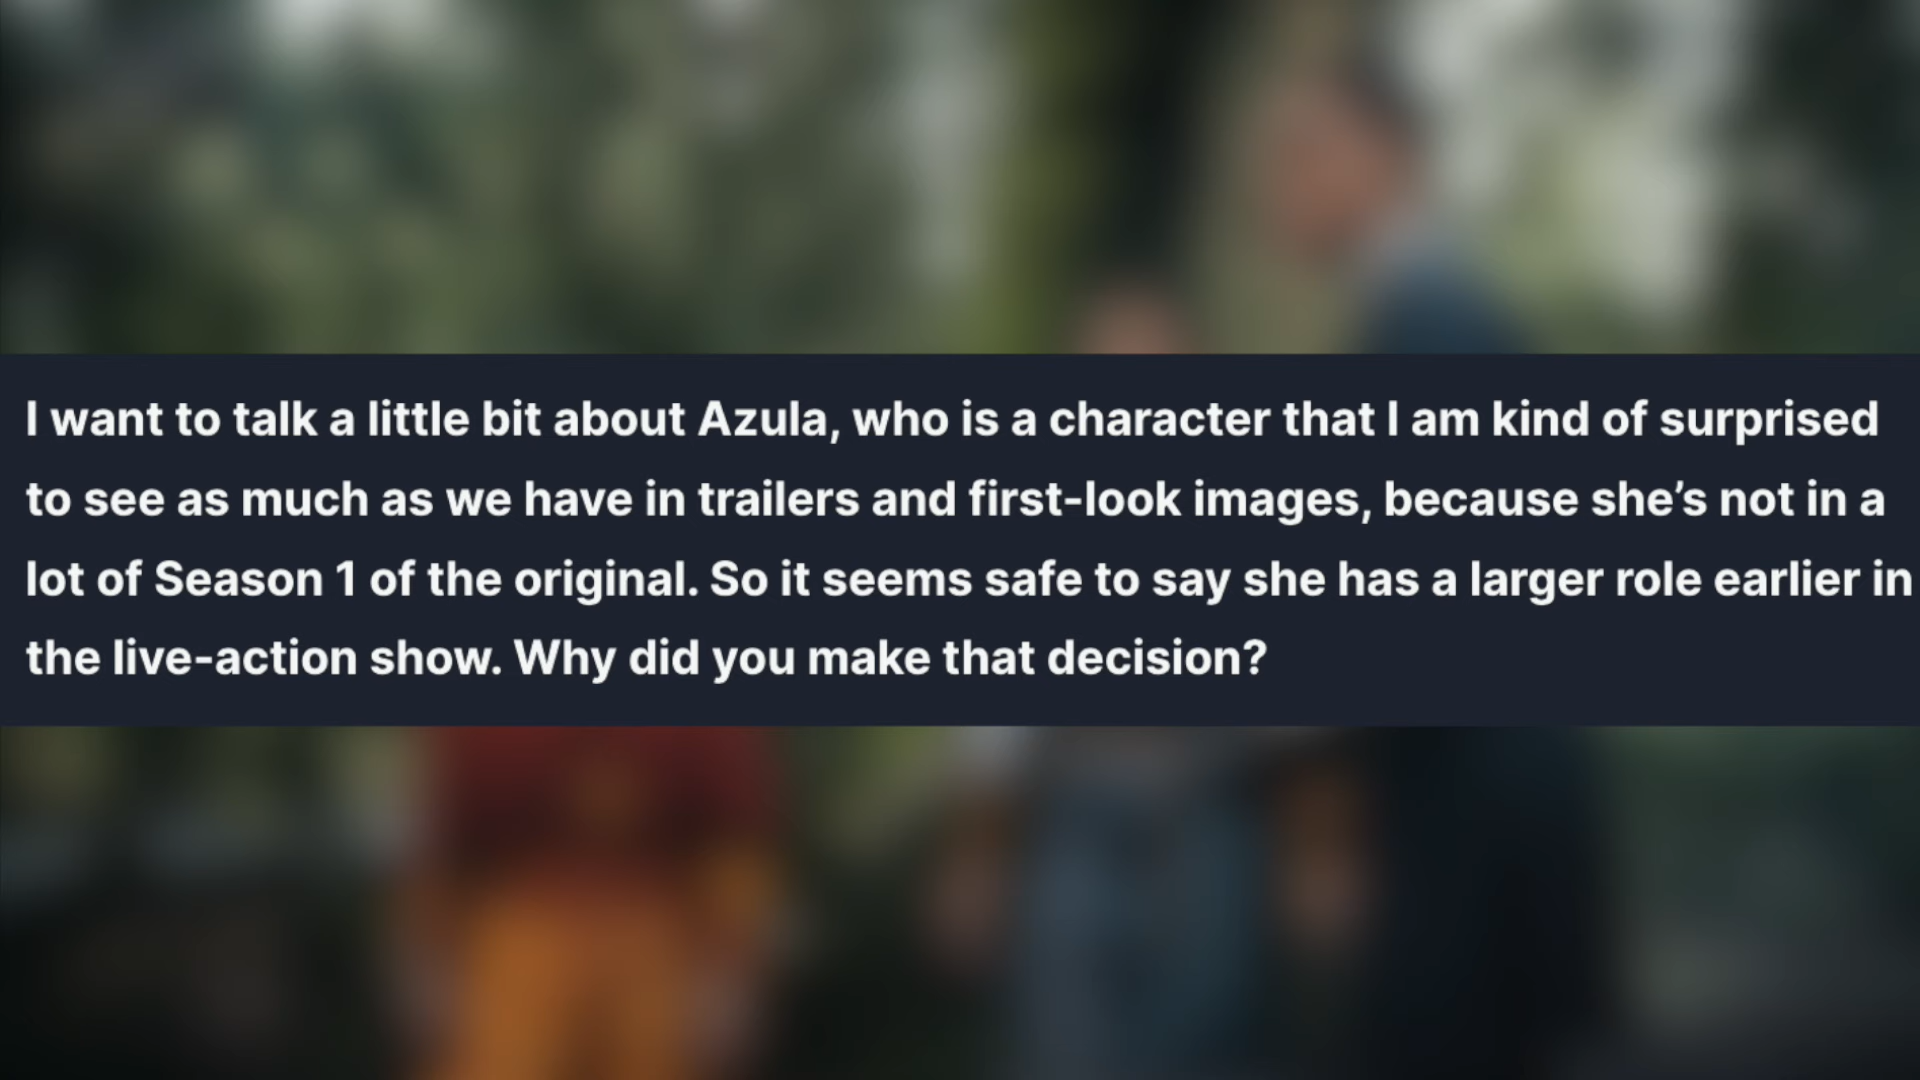 I want to talk a little bit about Azula, who is a character that I am kind of surprised
to see as much as we have in trailers and first-look images, because she’s not in a
lot of Season 1 of the original. So it seems safe to say she has a larger role earlier in
the live-action show. Why did you make that decision?